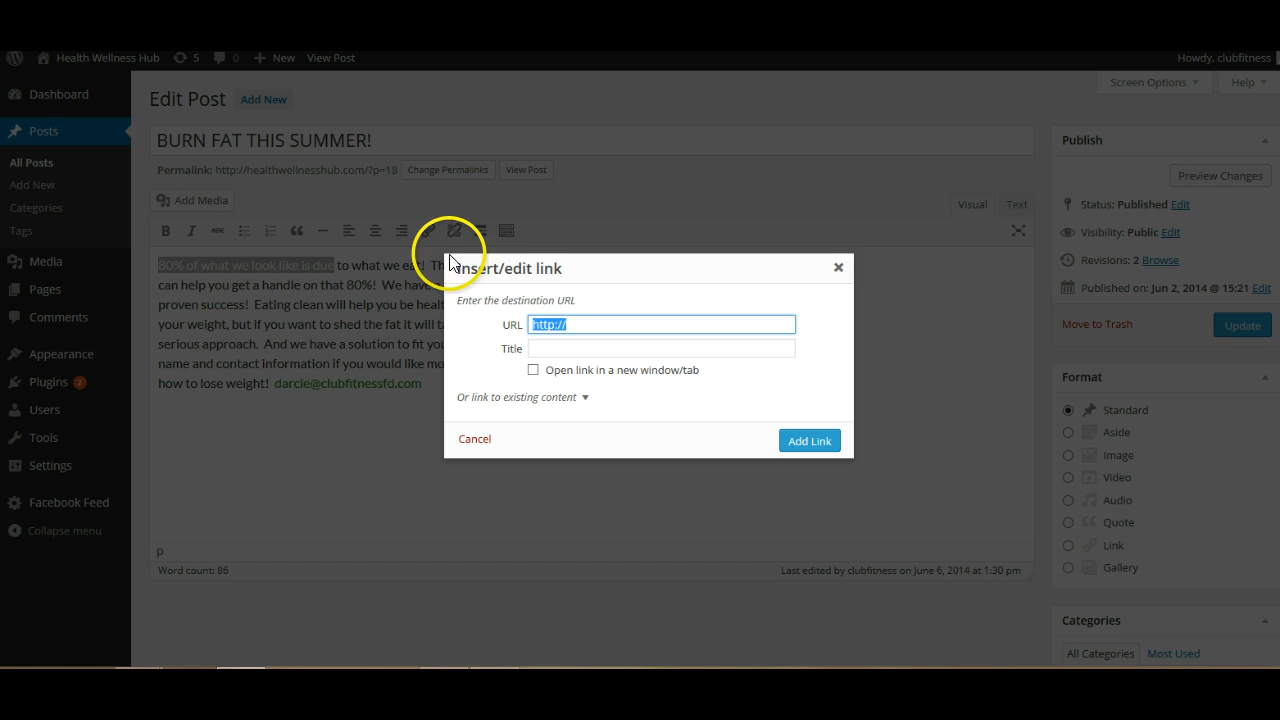 Health Wellness Hub 5 0 New View Post Howdy, clubfitness
Screen Options Help
Dashboard
Posts
All Posts
Add New
Categories
Tags
Media
Pages
Comments
Appearance
Plugins 2
Users
Tools
Settings
Facebook Feed
Collapse menu
Edit Post Add New
BURN FAT THIS SUMMER!
Permalink: http://healthwellnesshub.com/?p=18 Change Permalinks View Post
Add Media
Visual Text
B I ABC
80% of what we look like is due to what we eat!
can help you get a handle on that 80%! We have
proven success! Eating clean will help you be
your weight, but if you want to shed the fat it will
serious approach. And we have a solution to fit
name and contact information if you would like
how to lose weight! darcie@clubfitnessfd.com
p
Word count: 86 Last edited by clubfitness on June 6, 2014 at 1:30 pm
Insert/edit link
Enter the destination URL
URL http://
Title
Open link in a new window/tab
Or link to existing content
Cancel Add Link
Publish
Preview Changes
Status: Published Edit
Visibility: Public Edit
Revisions: 2 Browse
Published on: Jun 2, 2014 @ 15:21 Edit
Move to Trash Update
Format
Standard
Aside
Image
Video
Audio
Quote
Link
Gallery
Categories
All Categories Most Used